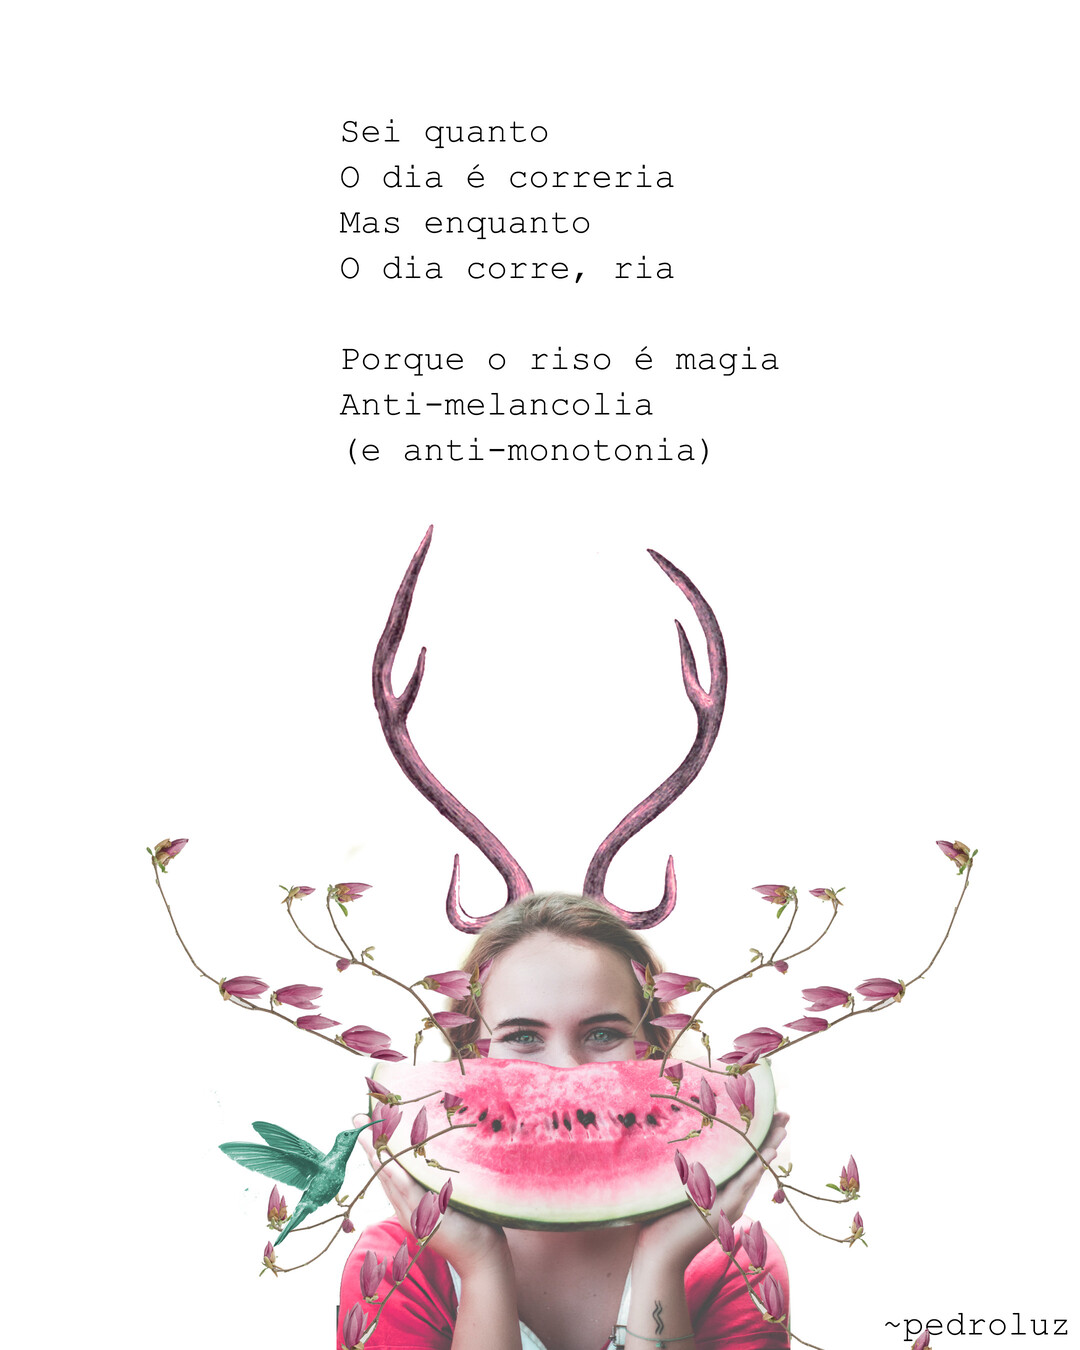 Sei quanto
O dia é correria
Mas enquanto
O dia corre, ria
Porque o riso é magia
Anti-melancolia
(e anti-monotonia)
~pedroluz